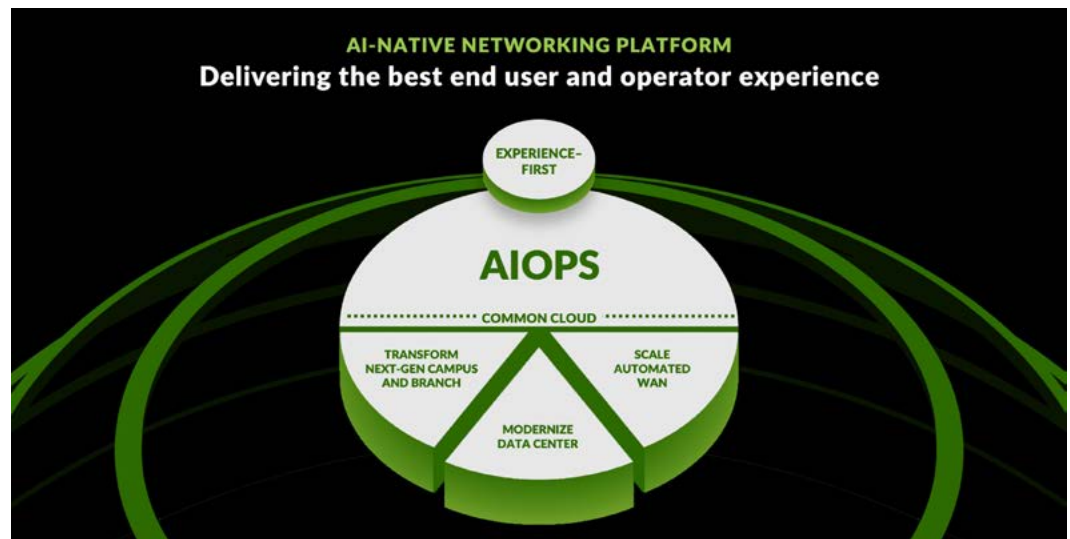 AI-NATIVE NETWORKING PLATFORM
Delivering the best end user and operator experience
EXPERIENCE–
FIRST
AIOPS
COMMON CLOUD
TRANSFORM
NEXT-GEN CAMPUS
AND BRANCH
MODERNIZE
DATA CENTER
SCALE
AUTOMATED
WAN